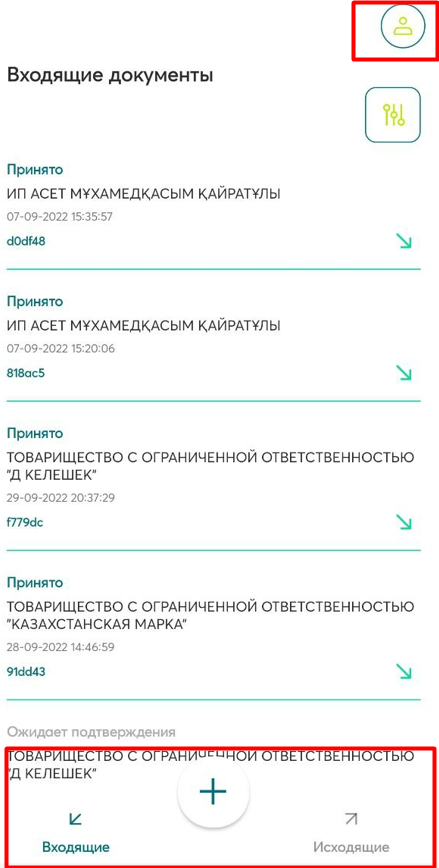 Входящие документы
Принято
ИП АСЕТ МҰХАМЕДҚАСЫМ ҚАЙРАТҰЛЫ
07-09-2022 15:35:57
d0df48
Принято
ИП АСЕТ МҰХАМЕДҚАСЫМ ҚАЙРАТҰЛЫ
07-09-2022 15:20:06
818ac5
Принято
ТОВАРИЩЕСТВО С ОГРАНИЧЕННОЙ ОТВЕТСТВЕННОСТЬЮ
"Д КЕЛЕШЕК"
29-09-2022 20:37:29
f779dc
Принято
ТОВАРИЩЕСТВО С ОГРАНИЧЕННОЙ ОТВЕТСТВЕННОСТЬЮ
"КАЗАХСТАНСКАЯ МАРКА"
28-09-2022 14:46:59
91dd43
Ожидает подтверждения
ТОВАРИЩЕСТВО С ОГРАНИЧЕННОЙ ОТВЕТСТВЕННОСТЬЮ
"Д КЕЛЕШЕК"
Входящие
Исходящие